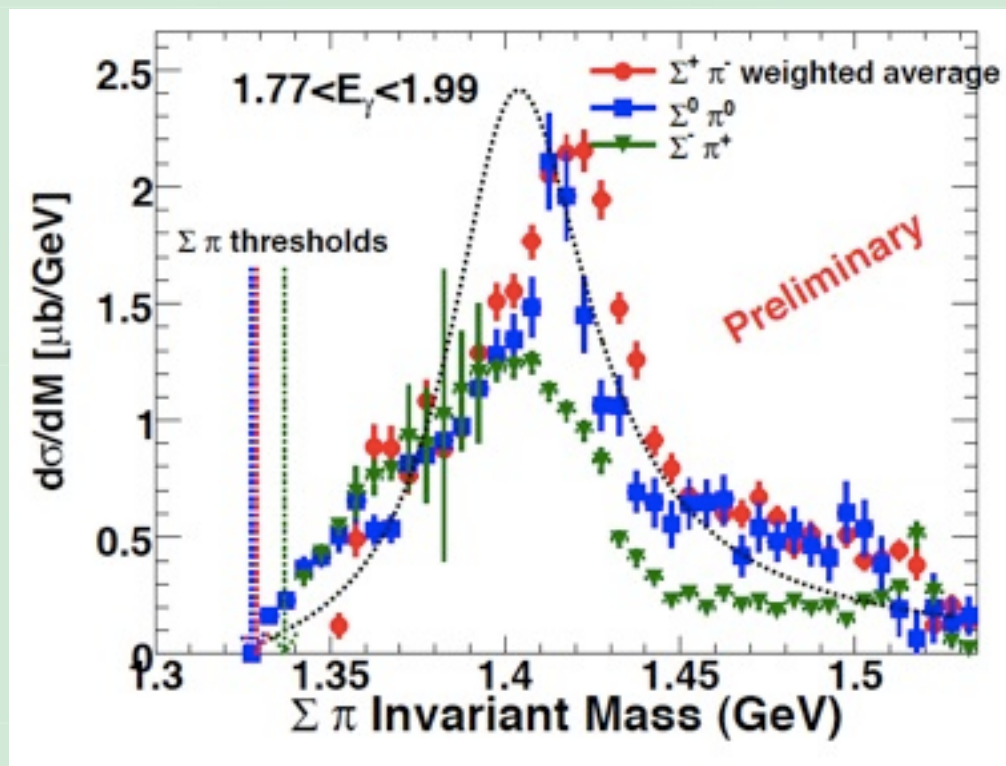 2.5
2
1.5
1
0.5
0
1.3
1.35
1.4
1.45
1.5
1.77<E_γ<1.99
Σ⁺ π⁻ weighted average
Σ⁰ π⁰
Σ⁻ π⁺
Σ π thresholds
Preliminary
dσ/dM [μb/GeV]
Σ π Invariant Mass (GeV)